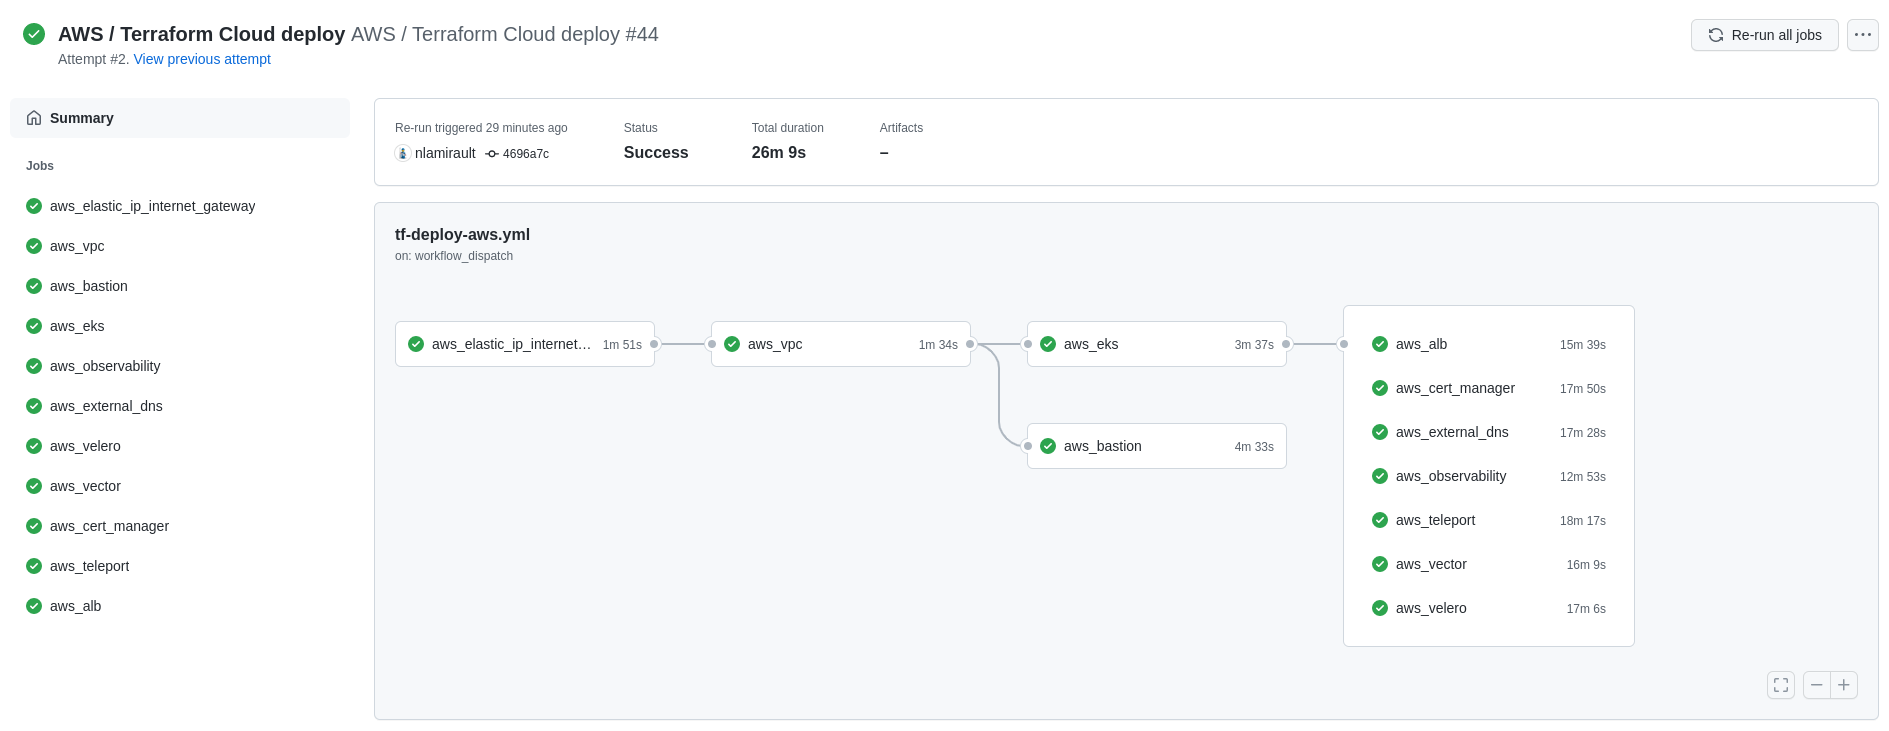 AWS / Terraform Cloud deploy AWS / Terraform Cloud deploy #44
Attempt #2. View previous attempt
Re-run all jobs
Summary
Jobs
aws_elastic_ip_internet_gateway
aws_vpc
aws_bastion
aws_eks
aws_observability
aws_external_dns
aws_velero
aws_vector
aws_cert_manager
aws_teleport
aws_alb
Re-run triggered 29 minutes ago
nlamirault 4696a7c
Status
Success
Total duration
26m 9s
Artifacts
–
tf-deploy-aws.yml
on: workflow_dispatch
aws_elastic_ip_internet... 1m 51s
aws_vpc 1m 34s
aws_eks 3m 37s
aws_bastion 4m 33s
aws_alb 15m 39s
aws_cert_manager 17m 50s
aws_external_dns 17m 28s
aws_observability 12m 53s
aws_teleport 18m 17s
aws_vector 16m 9s
aws_velero 17m 6s